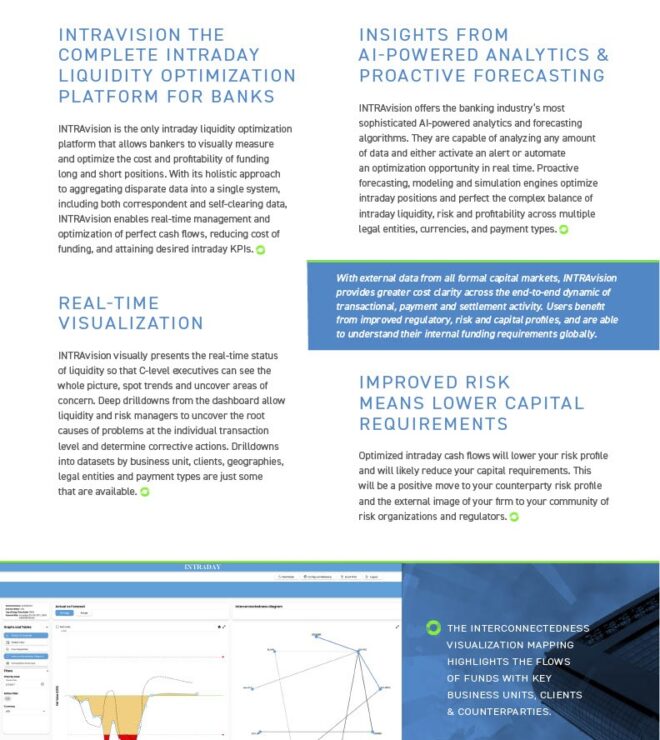 INTRAVISION THE
COMPLETE INTRADAY
LIQUIDITY OPTIMIZATION
PLATFORM FOR BANKS
INTRAvision is the only intraday liquidity optimization
platform that allows bankers to visually measure
and optimize the cost and profitability of funding
long and short positions. With its holistic approach
to aggregating disparate data into a single system,
including both correspondent and self-clearing data,
INTRAvision enables real-time management and
optimization of perfect cash flows, reducing cost of
funding, and attaining desired intraday KPIs.
REAL-TIME
VISUALIZATION
INTRAvision visually presents the real-time status
of liquidity so that C-level executives can see the
whole picture, spot trends and uncover areas of
concern. Deep drilldowns from the dashboard allow
liquidity and risk managers to uncover the root
causes of problems at the individual transaction
level and determine corrective actions. Drilldowns
into datasets by business unit, clients, geographies,
legal entities and payment types are just some
that are available.
INSIGHTS FROM
AI-POWERED ANALYTICS &
PROACTIVE FORECASTING
INTRAvision offers the banking industry's most
sophisticated AI-powered analytics and forecasting
algorithms. They are capable of analyzing any amount
of data and either activate an alert or automate
an optimization opportunity in real time. Proactive
forecasting, modeling and simulation engines optimize
intraday positions and perfect the complex balance of
intraday liquidity, risk and profitability across multiple
legal entities, currencies, and payment types.
With external data from all formal capital markets, INTRAvision
provides greater cost clarity across the end-to-end dynamic of
transactional, payment and settlement activity. Users benefit
from improved regulatory, risk and capital profiles, and are able
to understand their internal funding requirements globally.
IMPROVED RISK
MEANS LOWER CAPITAL
REQUIREMENTS
Optimized intraday cash flows will lower your risk profile
and will likely reduce your capital requirements. This
will be a positive move to your counterparty risk profile
and the external image of your firm to your community of
risk organizations and regulators.
INTRADAY
Actual vs Forecast
Interconnectedness Diagram
Graphs and Tables
Filters
THE INTERCONNECTEDNESS
VISUALIZATION MAPPING
HIGHLIGHTS THE FLOWS
OF FUNDS WITH KEY
BUSINESS UNITS, CLIENTS
& COUNTERPARTIES.